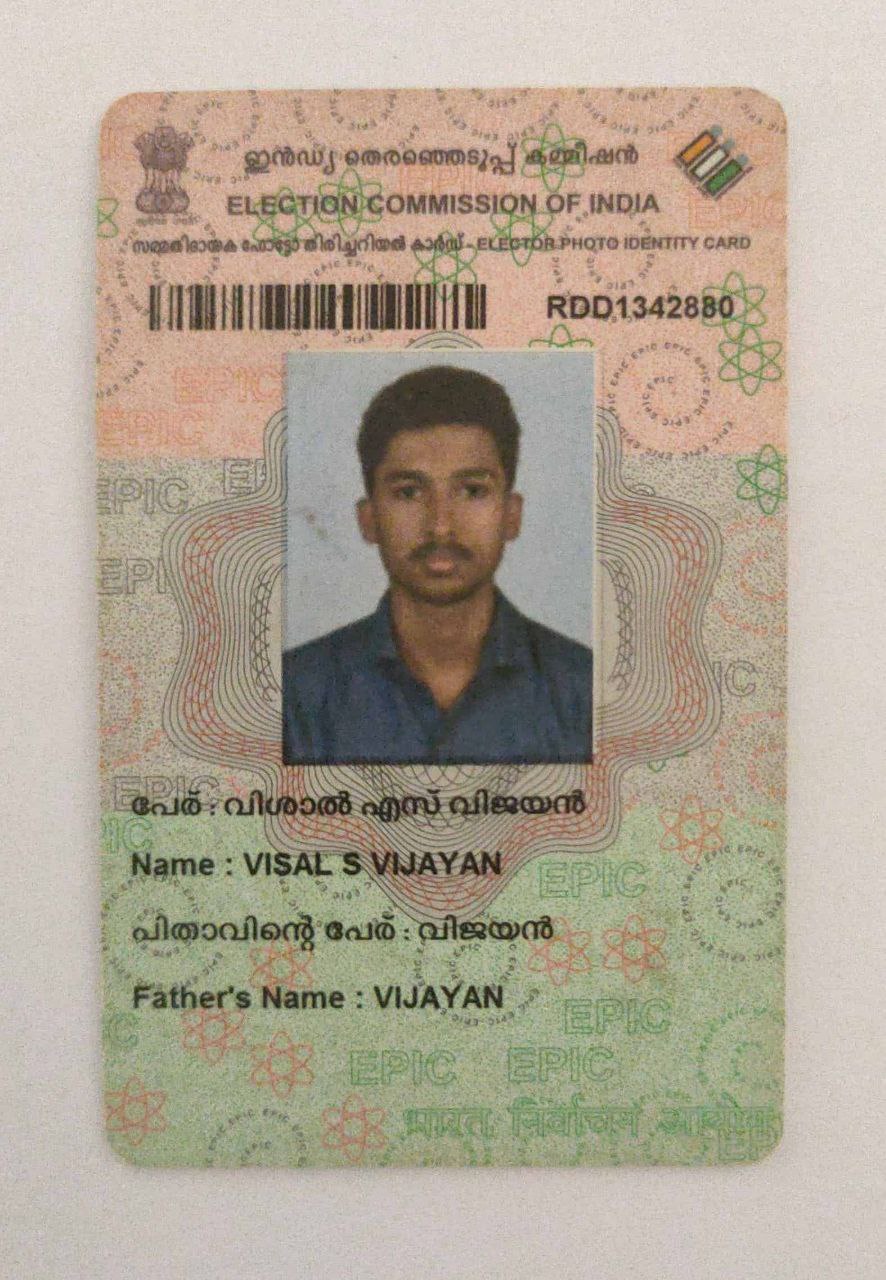 ഇൻഡ്യ തെരഞ്ഞെടുപ്പ് കമ്മീഷൻ
ELECTION COMMISSION OF INDIA
സമ്മതിദായക ഫോട്ടോ തിരിച്ചറിയൽ കാർഡ് - ELECTOR PHOTO IDENTITY CARD
RDD1342880
പേര് : വിശാൽ എസ് വിജയൻ
Name : VISAL S VIJAYAN
പിതാവിന്റെ പേര് : വിജയൻ
Father's Name : VIJAYAN
EPIC
EPIC
EPIC EPIC
भारत निर्वाचन आयोग